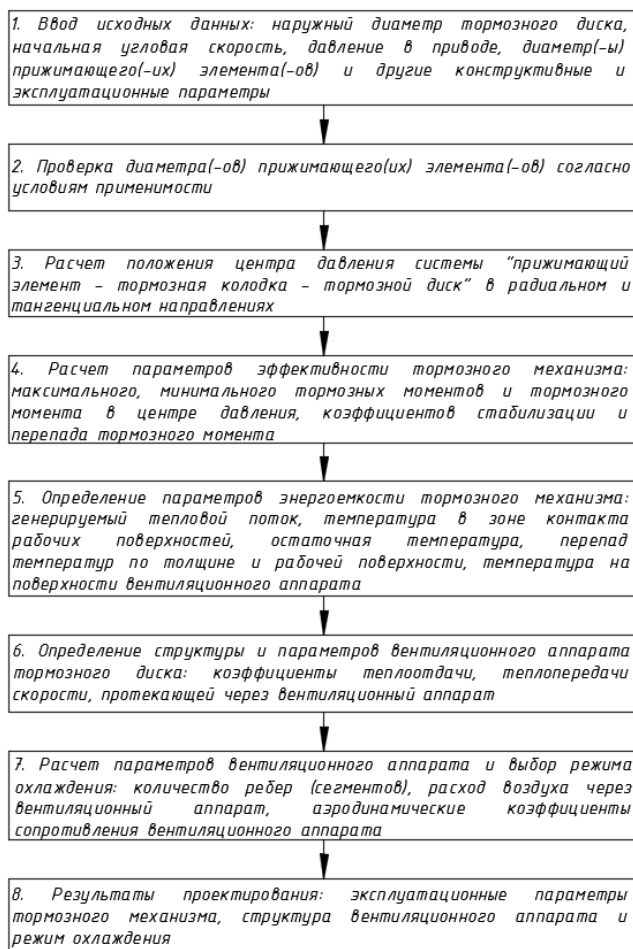 1. Ввод исходных данных: наружный диаметр тормозного диска,
начальная угловая скорость, давление в приводе, диаметр(-ы)
прижимающего(-их) элемента(-ов) и другие конструктивные и
эксплуатационные параметры
2. Проверка диаметра(-ов) прижимающего(их) элемента(-ов) согласно
условиям применимости
3. Расчет положения центра давления системы "прижимающий
элемент – тормозная колодка – тормозной диск" в радиальном и
тангенциальном направлениях
4. Расчет параметров эффективности тормозного механизма:
максимального, минимального тормозных моментов и тормозного
момента в центре давления, коэффициентов стабилизации и
перепада тормозного момента
5. Определение параметров энергоемкости тормозного механизма:
генерируемый тепловой поток, температура в зоне контакта
рабочих поверхностей, остаточная температура, перепад
температур по толщине и рабочей поверхности, температура на
поверхности вентиляционного аппарата
6. Определение структуры и параметров вентиляционного аппарата
тормозного диска: коэффициенты теплоотдачи, теплопередачи
скорости, протекающей через вентиляционный аппарат
7. Расчет параметров вентиляционного аппарата и выбор режима
охлаждения: количество ребер (сегментов), расход воздуха через
вентиляционный аппарат, аэродинамические коэффициенты
сопротивления вентиляционного аппарата
8. Результаты проектирования: эксплуатационные параметры
тормозного механизма, структура вентиляционного аппарата и
режим охлаждения